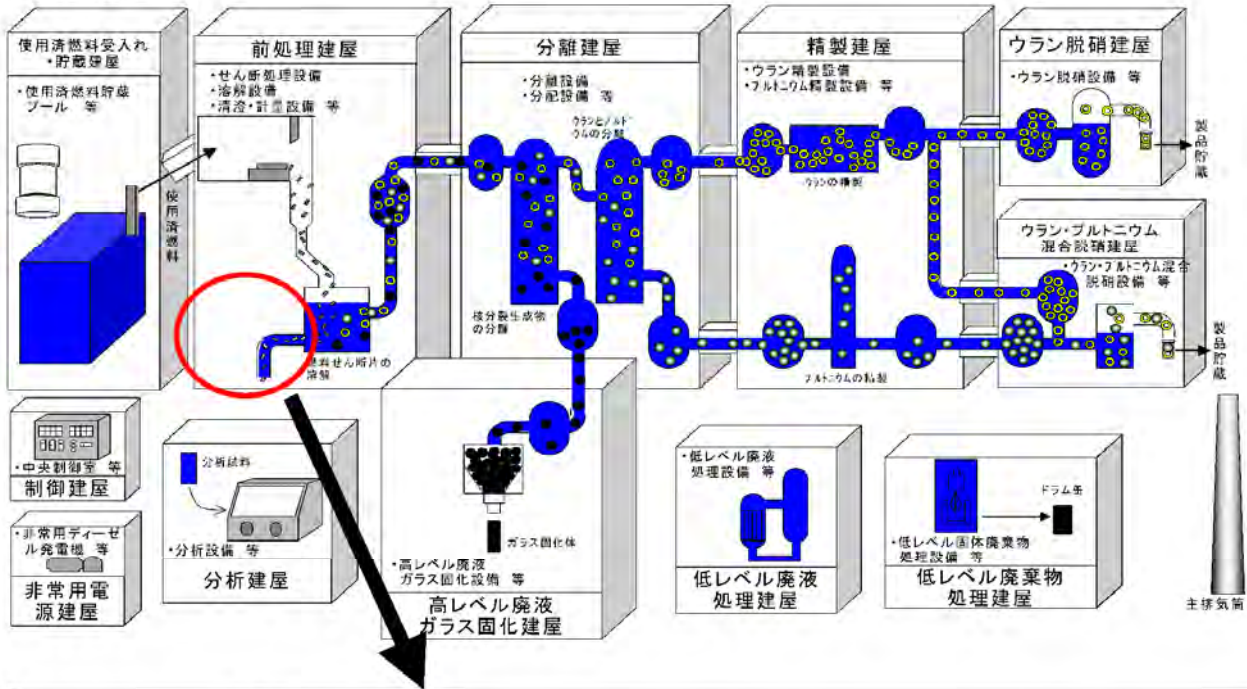 使用済燃料受入れ
・貯蔵建屋
・使用済燃料貯蔵
プール 等
使用済燃料
前処理建屋
・せん断処理設備
・溶解設備
・清澄・計量設備 等
燃料せん断片の
溶解
分離建屋
・分離設備
・分配設備 等
ウランとプルト
ニウムの分離
核分裂生成物
の分離
精製建屋
・ウラン精製設備
・プルトニウム精製設備 等
ウランの精製
プルトニウムの精製
ウラン脱硝建屋
・ウラン脱硝設備 等
製品貯蔵
ウラン・プルトニウム
混合脱硝建屋
・ウラン・プルトニウム混合
脱硝設備 等
製品貯蔵
・中央制御室 等
制御建屋
・非常用ディーゼ
ル発電機 等
非常用電
源建屋
分析試料
・分析設備 等
分析建屋
ガラス固化体
・高レベル廃液
ガラス固化設備 等
高レベル廃液
ガラス固化建屋
・低レベル廃液
処理設備 等
低レベル廃液
処理建屋
ドラム缶
・低レベル固体廃棄物
処理設備 等
低レベル廃棄物
処理建屋
主排気筒